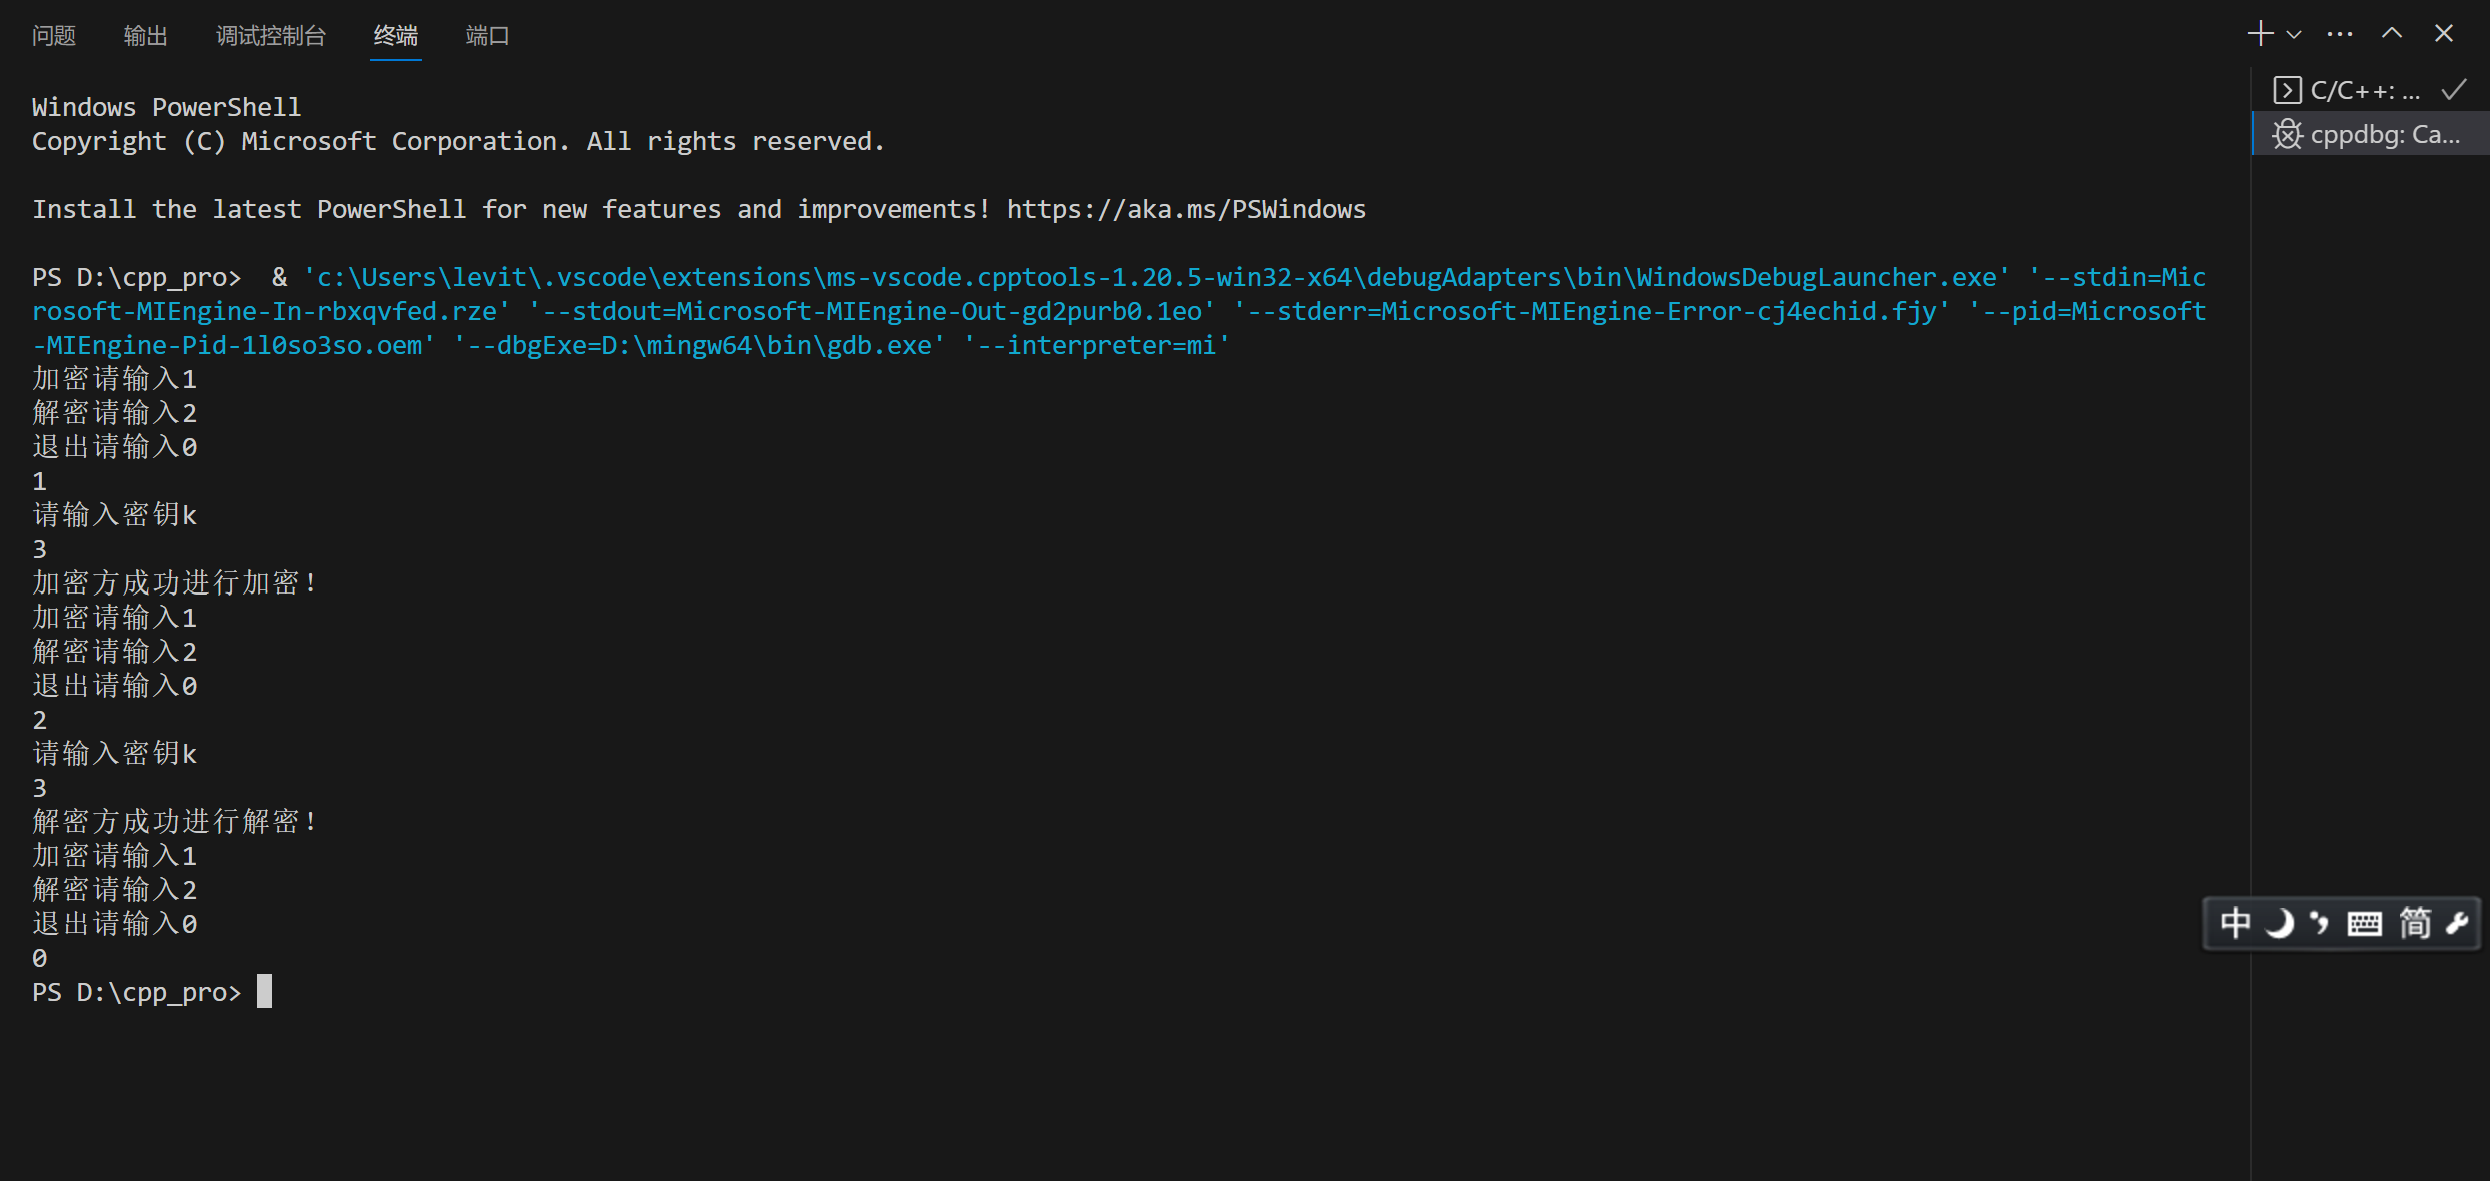 问题 输出 调试控制台 终端 端口
C/C++: ...
cppdbg: Ca...
Windows PowerShell
Copyright (C) Microsoft Corporation. All rights reserved.
Install the latest PowerShell for new features and improvements! https://aka.ms/PSWindows
PS D:\cpp_pro>  & 'c:\Users\levit\.vscode\extensions\ms-vscode.cpptools-1.20.5-win32-x64\debugAdapters\bin\WindowsDebugLauncher.exe' '--stdin=Mic
rosoft-MIEngine-In-rbxqvfed.rze' '--stdout=Microsoft-MIEngine-Out-gd2purb0.1eo' '--stderr=Microsoft-MIEngine-Error-cj4echid.fjy' '--pid=Microsoft
-MIEngine-Pid-1l0so3so.oem' '--dbgExe=D:\mingw64\bin\gdb.exe' '--interpreter=mi'
加密请输入1
解密请输入2
退出请输入0
1
请输入密钥k
3
加密方成功进行加密!
加密请输入1
解密请输入2
退出请输入0
2
请输入密钥k
3
解密方成功进行解密!
加密请输入1
解密请输入2
退出请输入0
0
PS D:\cpp_pro>
中 简